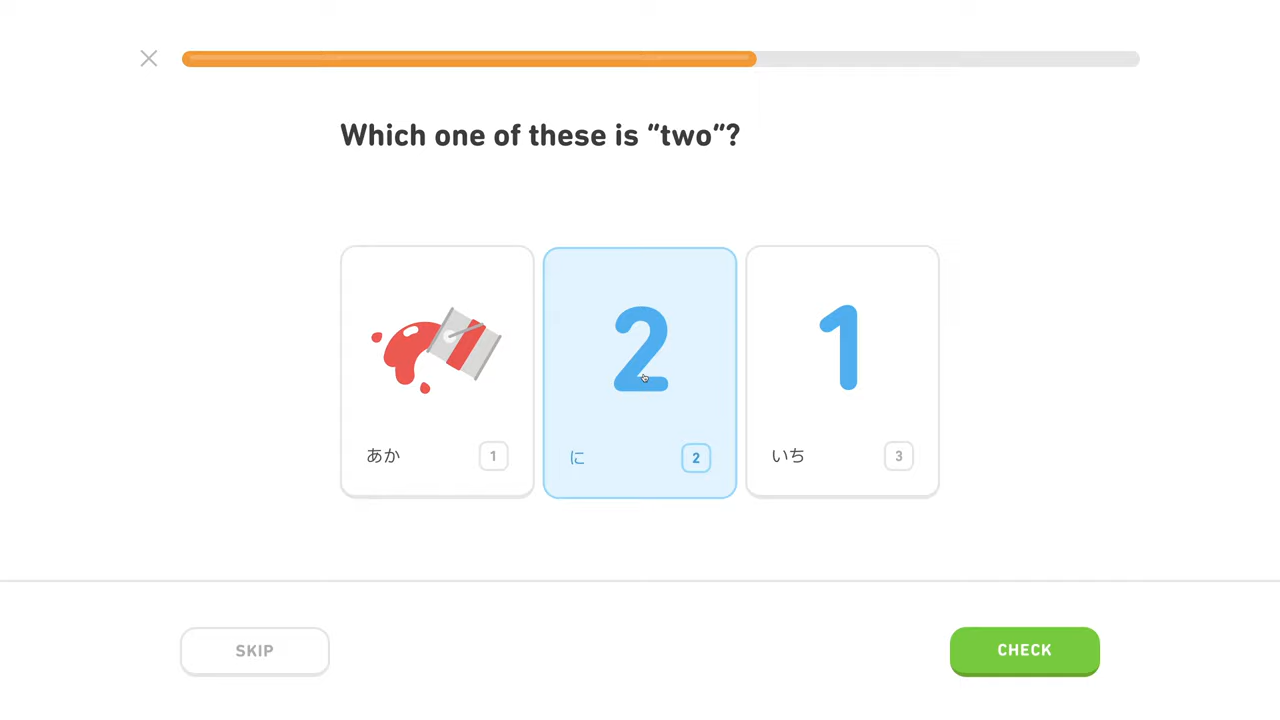 Which one of these is “two”?
2
1
あか 1
に 2
いち 3
SKIP
CHECK